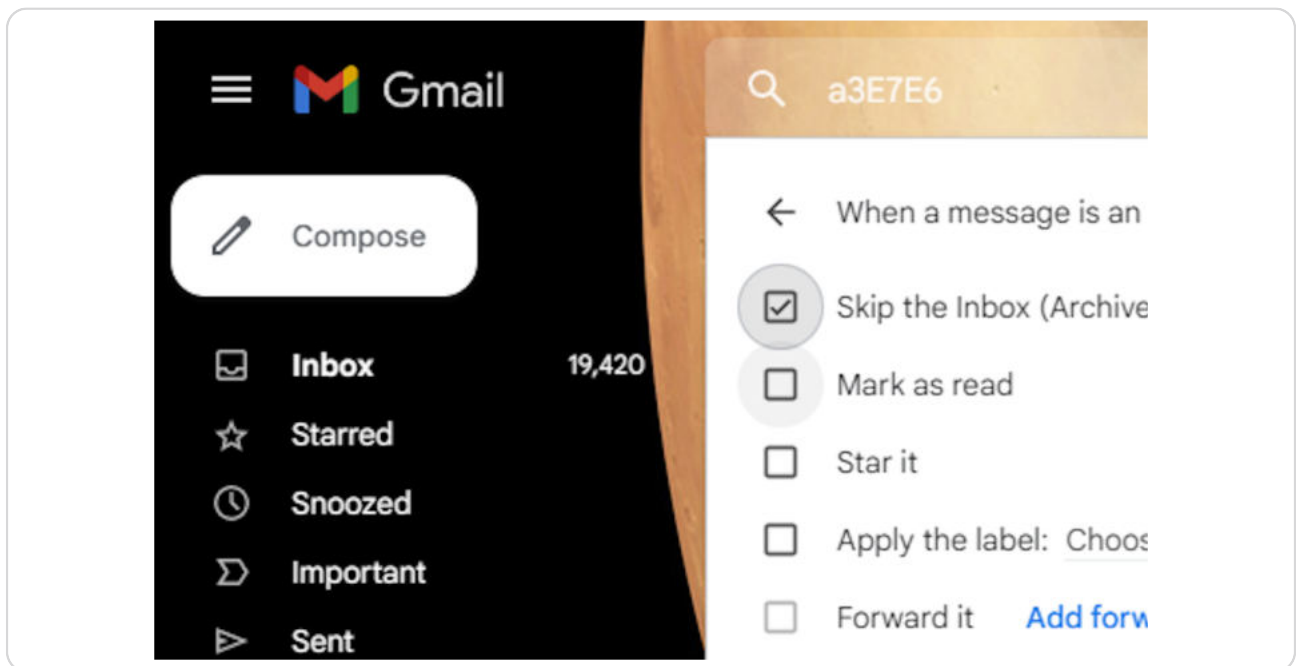 Gmail
a3E7E6
Compose
Inbox 19,420
Starred
Snoozed
Important
Sent
When a message is an
Skip the Inbox (Archive
Mark as read
Star it
Apply the label: Choos
Forward it Add forw